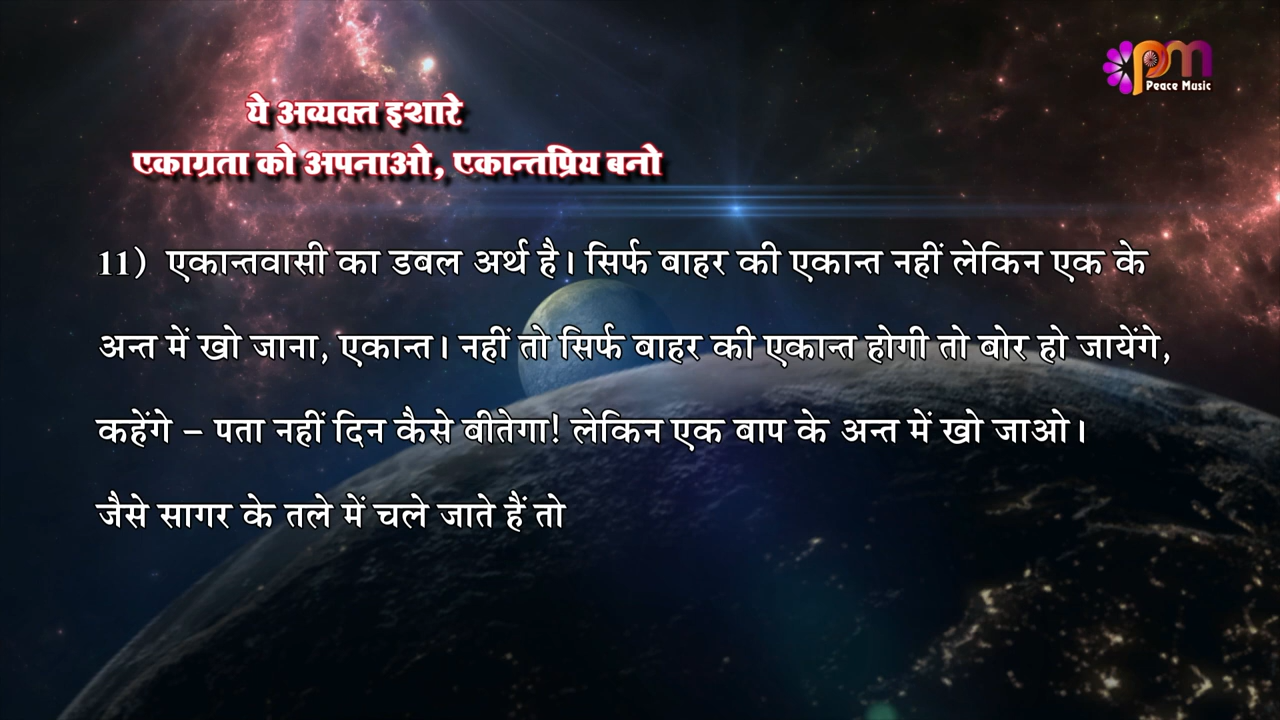 pm
Peace Music
ये अव्यक्त इशारे
एकाग्रता को अपनाओ, एकान्तप्रिय बनो
11) एकान्तवासी का डबल अर्थ है। सिर्फ बाहर की एकान्त नहीं लेकिन एक के
अन्त में खो जाना, एकान्त। नहीं तो सिर्फ बाहर की एकान्त होगी तो बोर हो जायेंगे,
कहेंगे – पता नहीं दिन कैसे बीतेगा! लेकिन एक बाप के अन्त में खो जाओ।
जैसे सागर के तले में चले जाते हैं तो